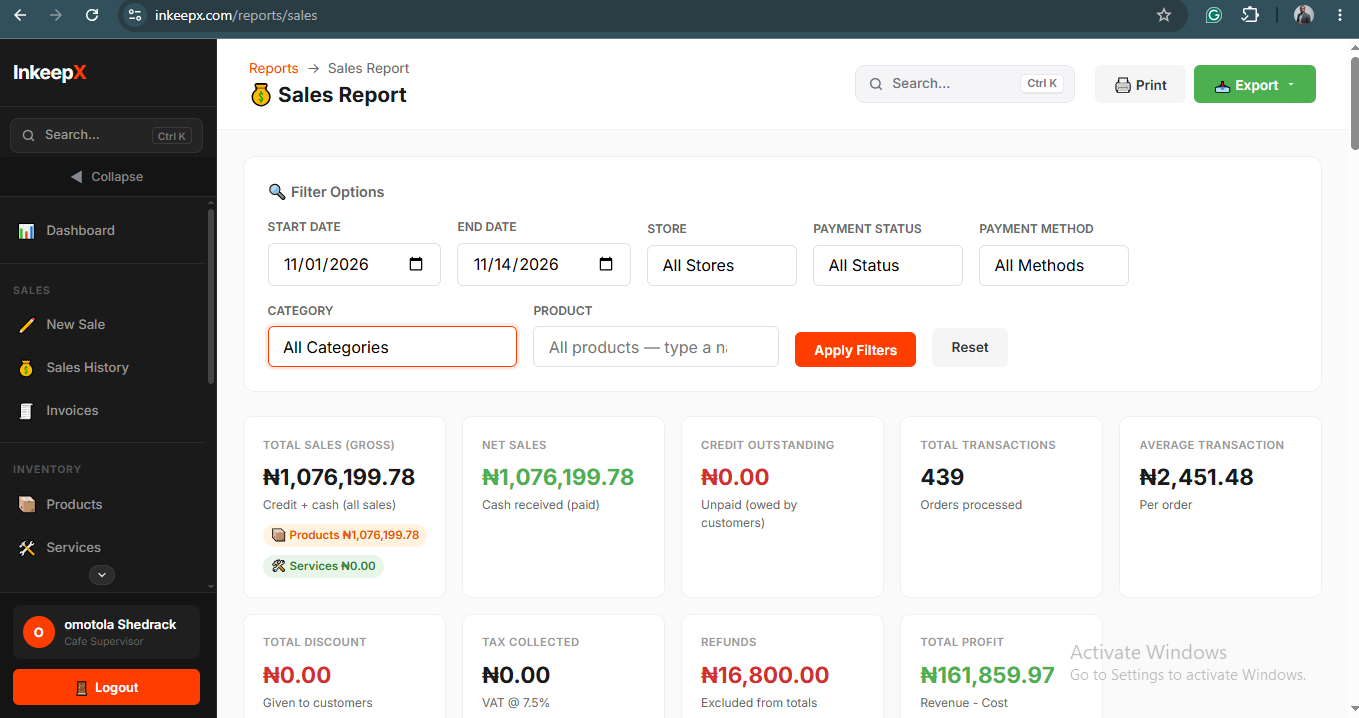 inkeepx.com/reports/sales
InkeepX
Search... Ctrl K
Collapse
Dashboard
SALES
New Sale
Sales History
Invoices
INVENTORY
Products
Services
O
omotola Shedrack
Cafe Supervisor
Logout
Reports → Sales Report
Sales Report
Search... Ctrl K
Print
Export
Filter Options
START DATE
11/01/2026
END DATE
11/14/2026
STORE
All Stores
PAYMENT STATUS
All Status
PAYMENT METHOD
All Methods
CATEGORY
All Categories
PRODUCT
All products — type a
Apply Filters
Reset
TOTAL SALES (GROSS)
₦1,076,199.78
Credit + cash (all sales)
Products ₦1,076,199.78
Services ₦0.00
NET SALES
₦1,076,199.78
Cash received (paid)
CREDIT OUTSTANDING
₦0.00
Unpaid (owed by
customers)
TOTAL TRANSACTIONS
439
Orders processed
AVERAGE TRANSACTION
₦2,451.48
Per order
TOTAL DISCOUNT
₦0.00
Given to customers
TAX COLLECTED
₦0.00
VAT @ 7.5%
REFUNDS
₦16,800.00
Excluded from totals
TOTAL PROFIT
₦161,859.97
Revenue - Cost
Activate Windows
Go to Settings to activate Windows.